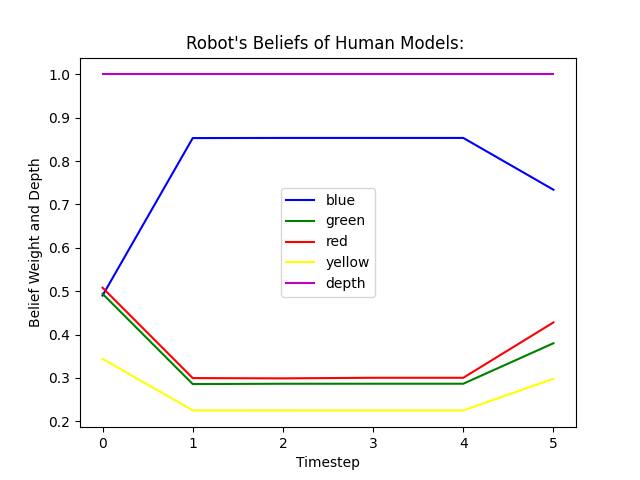 Robot's Beliefs of Human Models:
Belief Weight and Depth
1.0
0.9
0.8
0.7
0.6
0.5
0.4
0.3
0.2
blue
green
red
yellow
depth
0 1 2 3 4 5
Timestep